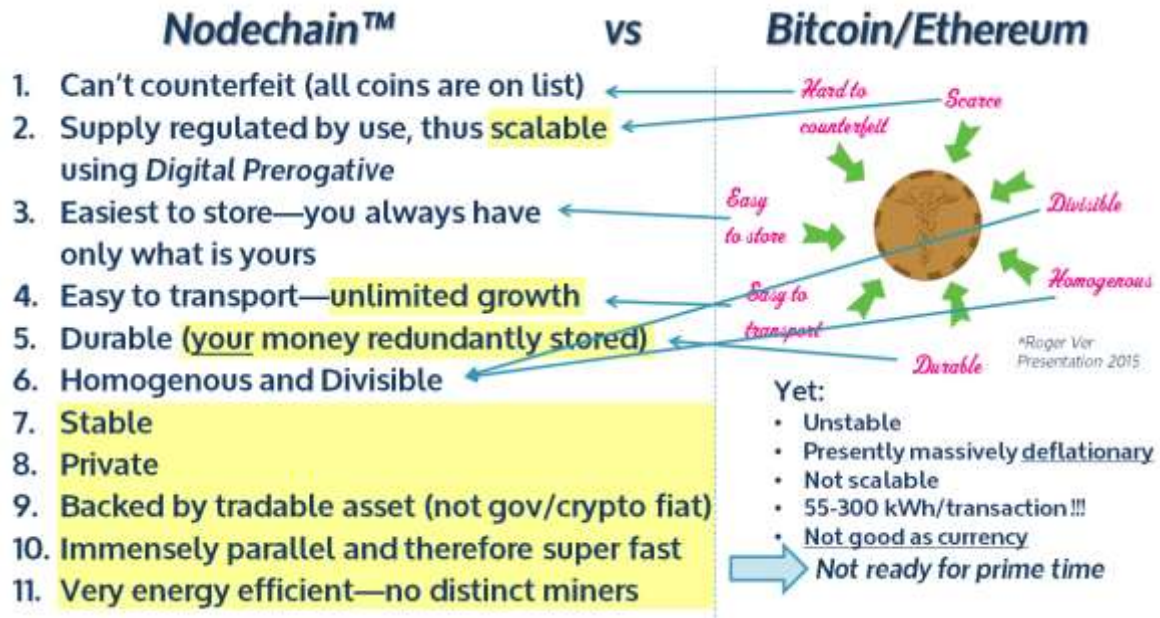 Nodechain™ vs Bitcoin/Ethereum
1. Can't counterfeit (all coins are on list)
2. Supply regulated by use, thus scalable
using Digital Prerogative
3. Easiest to store—you always have
only what is yours
4. Easy to transport—unlimited growth
5. Durable (your money redundantly stored)
6. Homogenous and Divisible
7. Stable
8. Private
9. Backed by tradable asset (not gov/crypto fiat)
10. Immensely parallel and therefore super fast
11. Very energy efficient—no distinct miners
Hard to
counterfeit
Scarce
Easy
to store
Divisible
Easy to
transport
Homogenous
Durable
*Roger Ver
Presentation 2015
Yet:
• Unstable
• Presently massively deflationary
• Not scalable
• 55-300 kWh/transaction !!!
• Not good as currency
Not ready for prime time